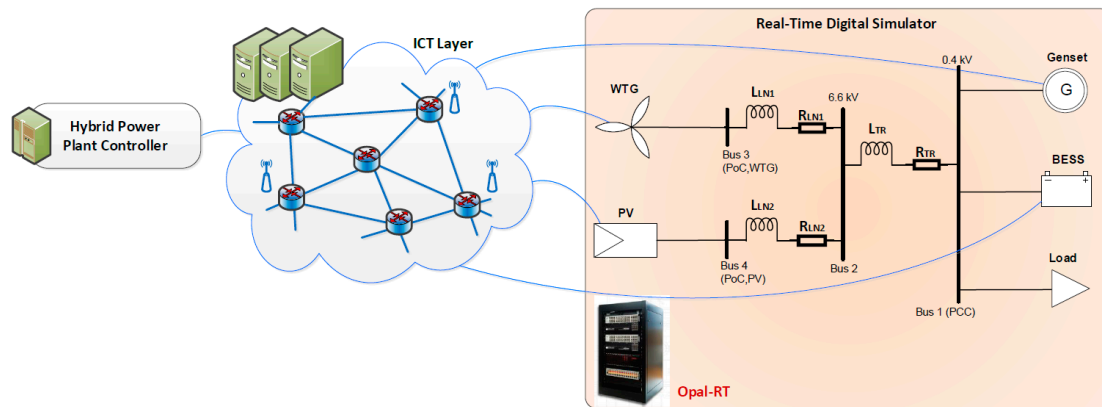 Real-Time Digital Simulator
ICT Layer
Hybrid Power
Plant Controller
WTG
LLN1
RLN1
6.6 kV
0.4 kV
Genset
G
LTR
RTR
Bus 3
(PoC,WTG)
BESS
− +
PV
LLN2
RLN2
Bus 4
(PoC,PV)
Bus 2
Load
Bus 1 (PCC)
Opal-RT